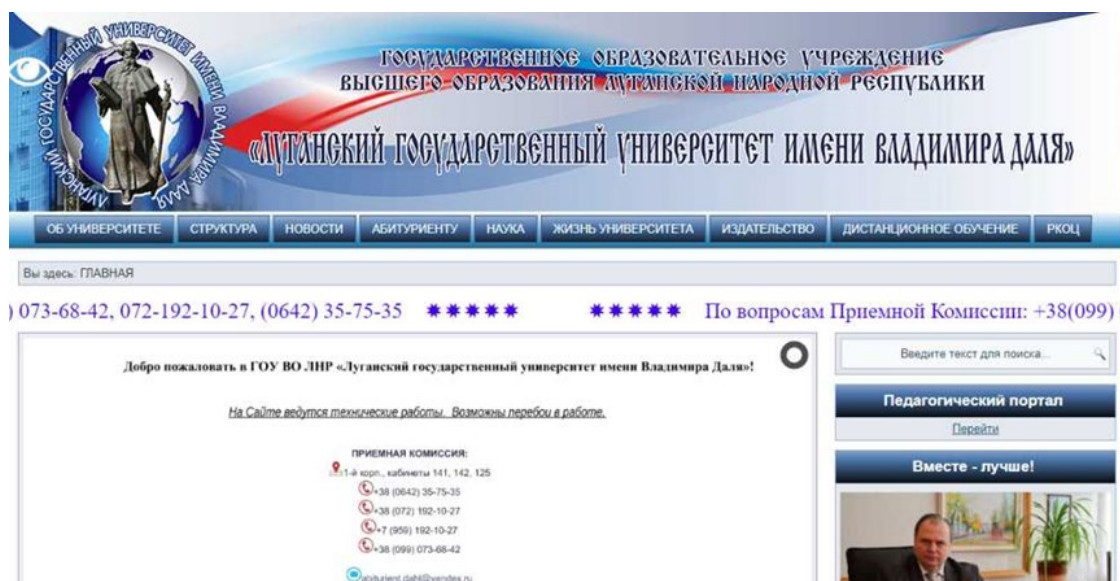 ЛУГАНСКИЙ ГОСУДАРСТВЕННЫЙ УНИВЕРСИТЕТ ИМЕНИ ВЛАДИМИРА ДАЛЯ
ГОСУДАРСТВЕННОЕ ОБРАЗОВАТЕЛЬНОЕ УЧРЕЖДЕНИЕ
ВЫСШЕГО ОБРАЗОВАНИЯ ЛУГАНСКОЙ НАРОДНОЙ РЕСПУБЛИКИ
«ЛУГАНСКИЙ ГОСУДАРСТВЕННЫЙ УНИВЕРСИТЕТ ИМЕНИ ВЛАДИМИРА ДАЛЯ»
ОБ УНИВЕРСИТЕТЕ СТРУКТУРА НОВОСТИ АБИТУРИЕНТУ НАУКА ЖИЗНЬ УНИВЕРСИТЕТА ИЗДАТЕЛЬСТВО ДИСТАНЦИОННОЕ ОБУЧЕНИЕ РКОЦ
Вы здесь: ГЛАВНАЯ
) 073-68-42, 072-192-10-27, (0642) 35-75-35 ***** ***** По вопросам Приемной Комиссии: +38(099)
Добро пожаловать в ГОУ ВО ЛНР «Луганский государственный университет имени Владимира Даля»!
На Сайте ведутся технические работы. Возможны перебои в работе.
ПРИЕМНАЯ КОМИССИЯ:
1-й корп., кабинеты 141, 142, 125
+38 (0642) 35-75-35
+38 (072) 192-10-27
+7 (959) 192-10-27
+38 (099) 073-68-42
abiturient.dahl@yandex.ru
Введите текст для поиска...
Педагогический портал
Перейти
Вместе - лучше!